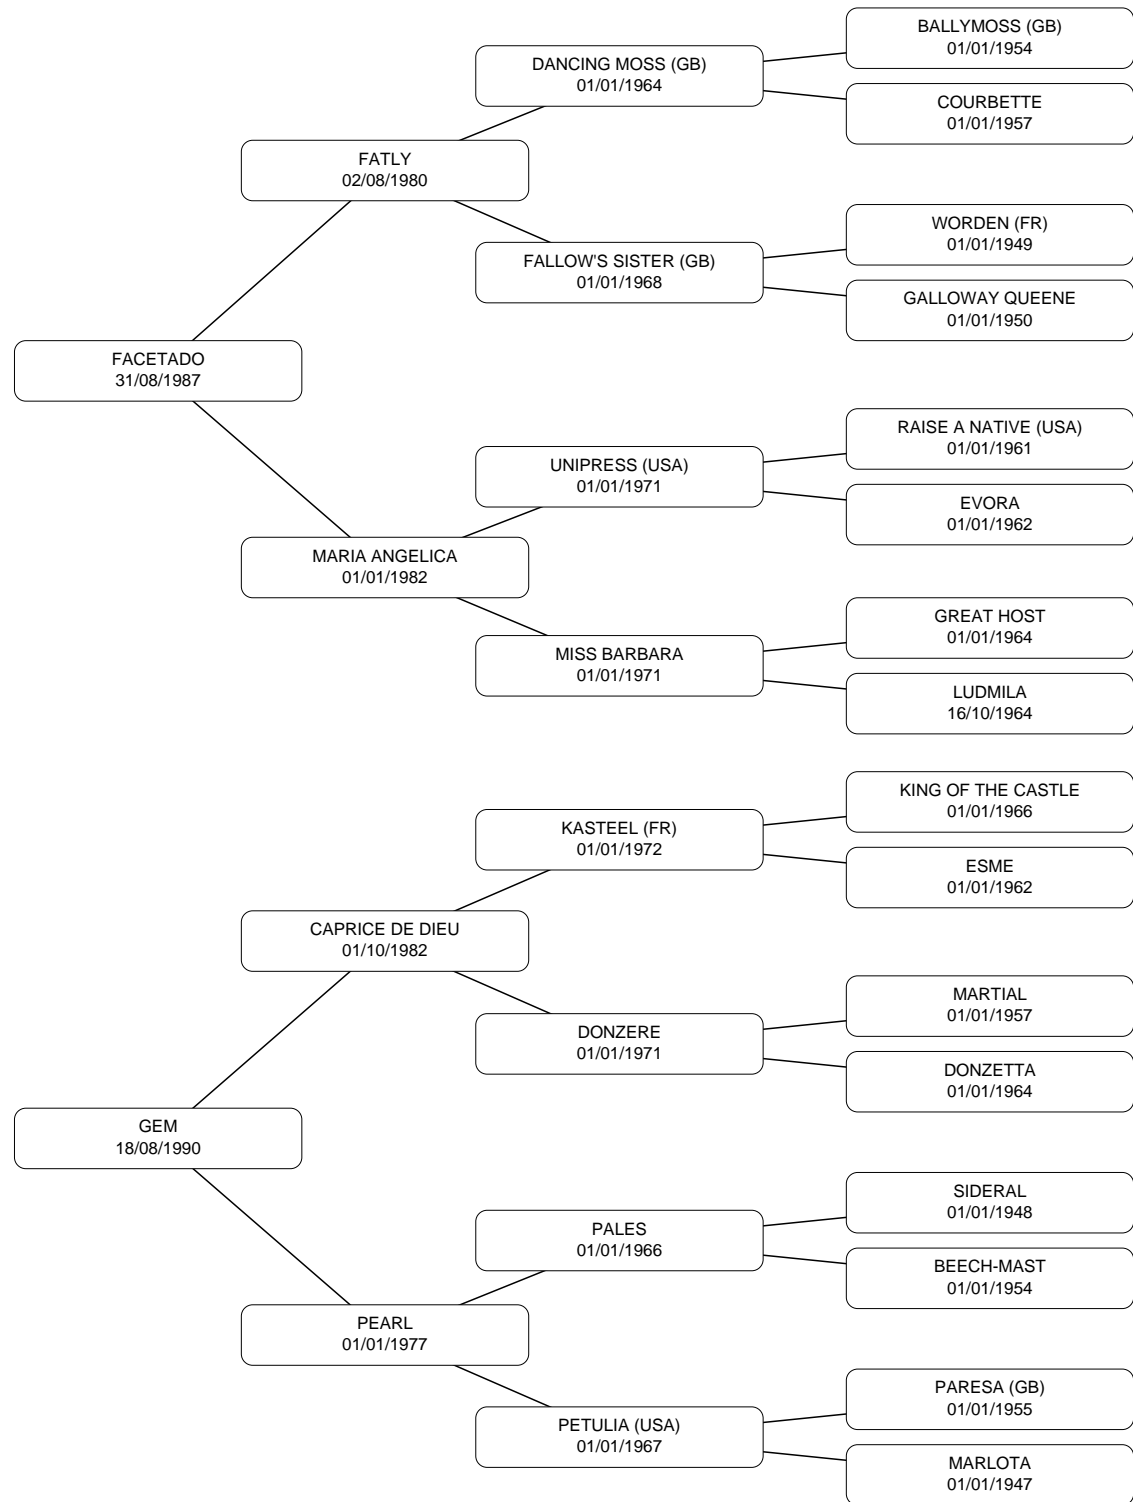 BALLYMOSS (GB)
01/01/1954
DANCING MOSS (GB)
01/01/1964
COURBETTE
01/01/1957
FATLY
02/08/1980
WORDEN (FR)
01/01/1949
FALLOW'S SISTER (GB)
01/01/1968
GALLOWAY QUEENE
01/01/1950
FACETADO
31/08/1987
RAISE A NATIVE (USA)
01/01/1961
UNIPRESS (USA)
01/01/1971
EVORA
01/01/1962
MARIA ANGELICA
01/01/1982
GREAT HOST
01/01/1964
MISS BARBARA
01/01/1971
LUDMILA
16/10/1964
KING OF THE CASTLE
01/01/1966
KASTEEL (FR)
01/01/1972
ESME
01/01/1962
CAPRICE DE DIEU
01/10/1982
MARTIAL
01/01/1957
DONZERE
01/01/1971
DONZETTA
01/01/1964
GEM
18/08/1990
SIDERAL
01/01/1948
PALES
01/01/1966
BEECH-MAST
01/01/1954
PEARL
01/01/1977
PARESA (GB)
01/01/1955
PETULIA (USA)
01/01/1967
MARLOTA
01/01/1947